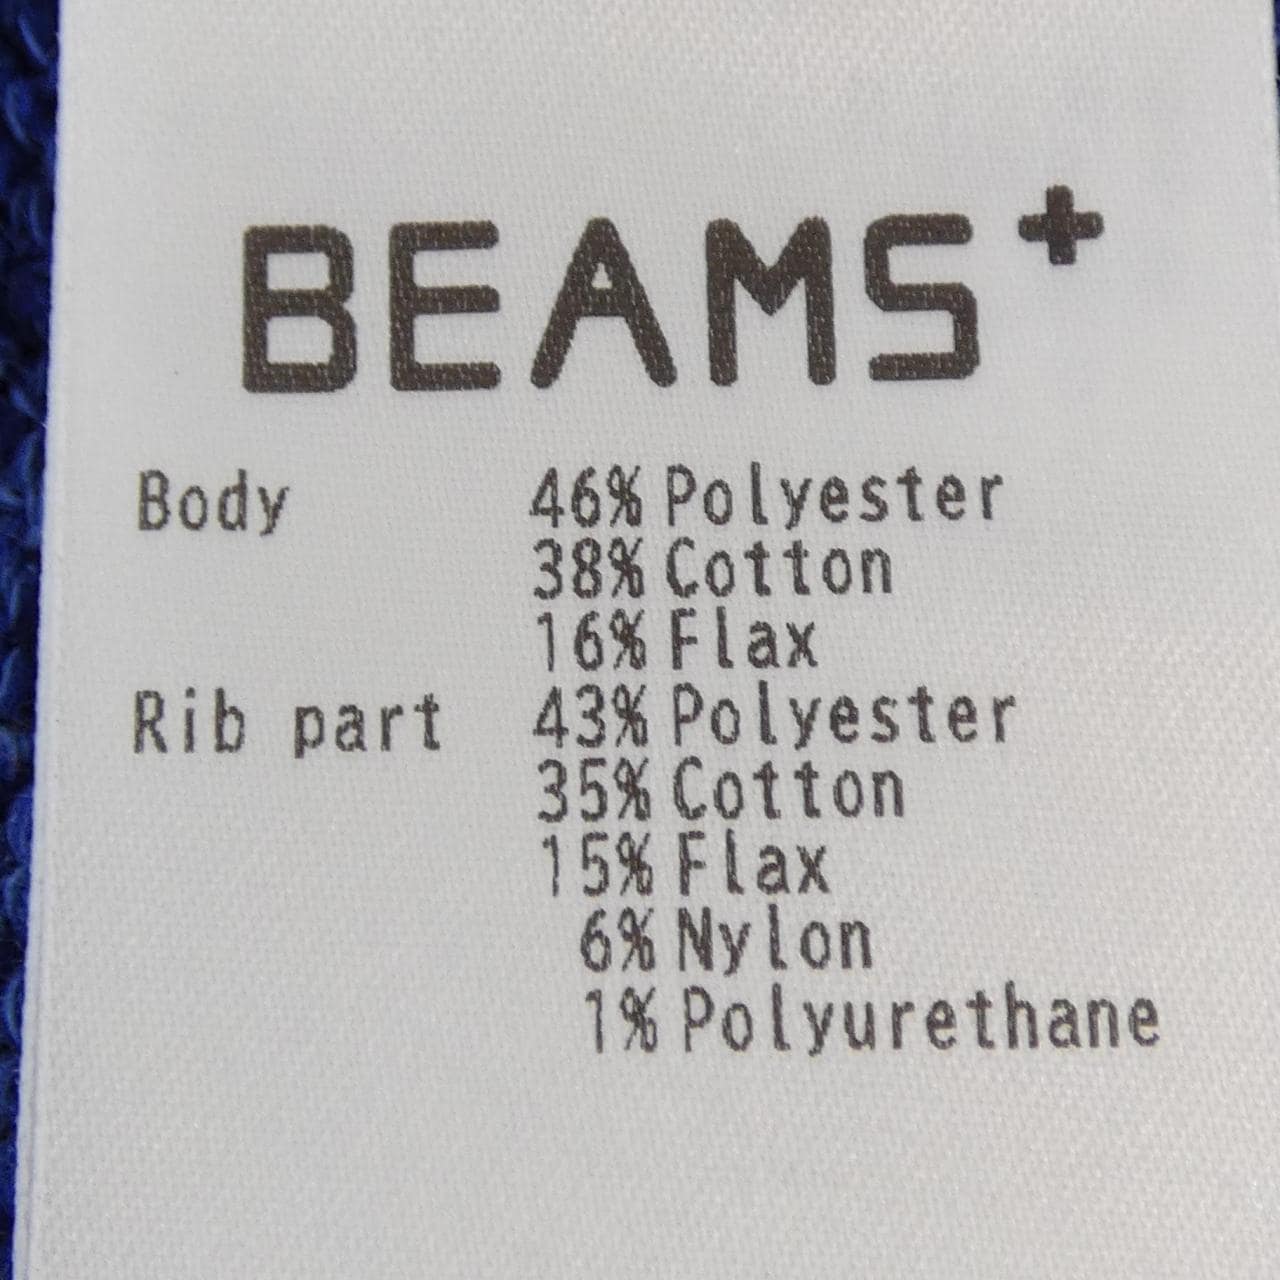 BEAMS+
Body 46% Polyester
38% Cotton
16% Flax
Rib part 43% Polyester
35% Cotton
15% Flax
6% Nylon
1% Polyurethane